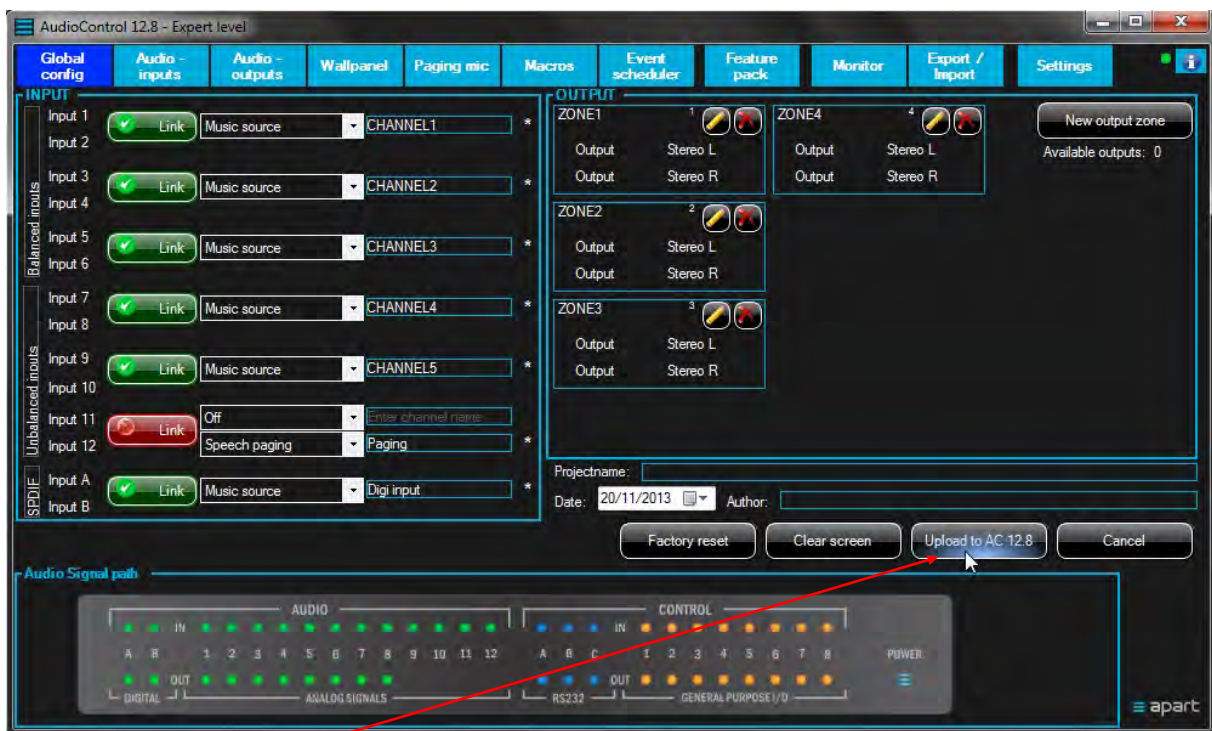 AudioControl 12.8 - Expert level
Global config
Audio - inputs
Audio - outputs
Wallpanel
Paging mic
Macros
Event scheduler
Feature pack
Monitor
Export / Import
Settings
i
INPUT
Balanced inputs
Input 1
Input 2
Link
Music source
CHANNEL1
*
Input 3
Input 4
Link
Music source
CHANNEL2
*
Input 5
Input 6
Link
Music source
CHANNEL3
*
Unbalanced inputs
Input 7
Input 8
Link
Music source
CHANNEL4
*
Input 9
Input 10
Link
Music source
CHANNEL5
*
Input 11
Input 12
Link
Off
Enter channel name
Speech paging
Paging
*
SPDIF
Input A
Input B
Link
Music source
Digi input
*
OUTPUT
ZONE1 1
Output Stereo L
Output Stereo R
ZONE4 4
Output Stereo L
Output Stereo R
ZONE2 2
Output Stereo L
Output Stereo R
ZONE3 3
Output Stereo L
Output Stereo R
New output zone
Available outputs: 0
Projectname:
Date: 20/11/2013
Author:
Factory reset
Clear screen
Upload to AC 12.8
Cancel
Audio Signal path
AUDIO
IN
A B 1 2 3 4 5 6 7 8 9 10 11 12
OUT
DIGITAL
ANALOG SIGNALS
CONTROL
IN
A B C 1 2 3 4 5 6 7 8
OUT
RS232
GENERAL PURPOSE I/O
POWER
apart